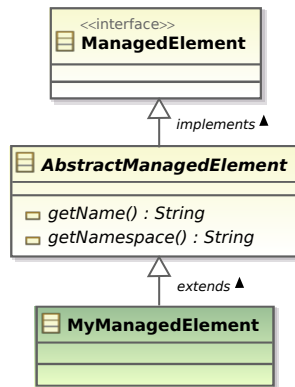 <<interface>>
ManagedElement
implements ▲
AbstractManagedElement
getName() : String
getNamespace() : String
extends ▲
MyManagedElement